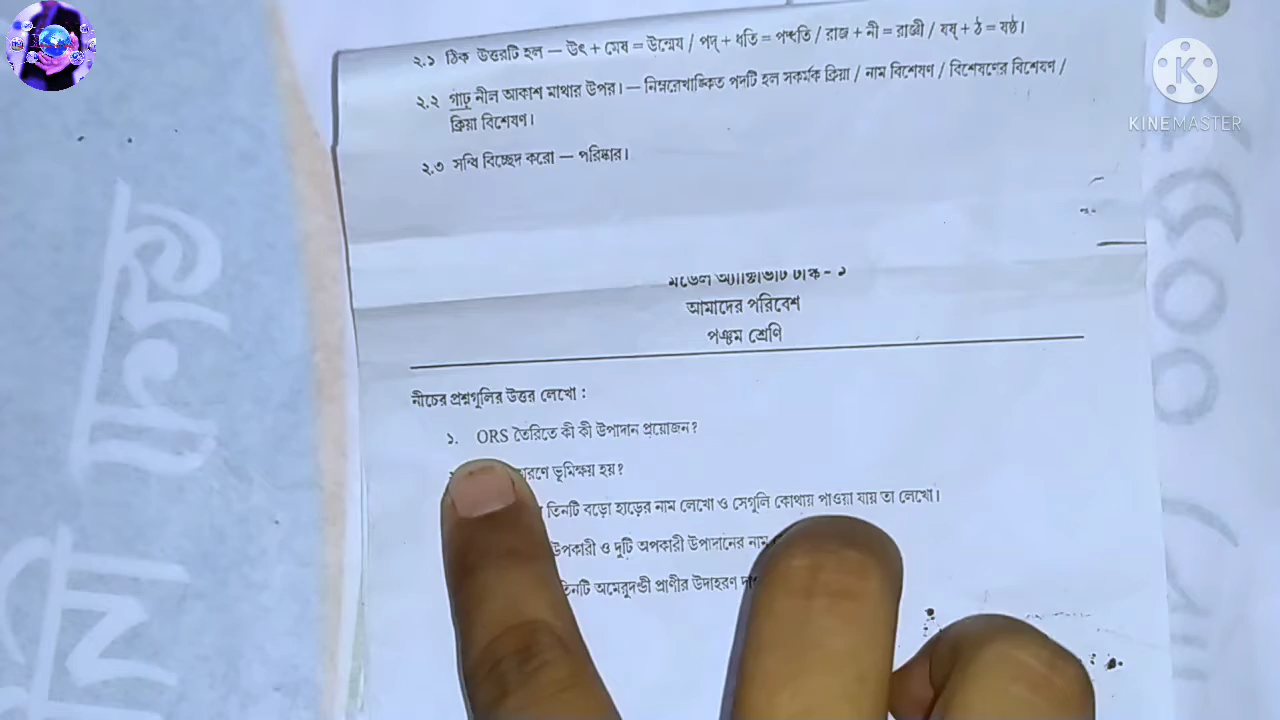 ২.১ ঠিক উত্তরটি হল — উৎ + মেষ = উন্মেষ / পদ্ + ধতি = পদ্ধতি / রাজ + নী = রাজ্ঞী / ষষ্ + ঠ = ষষ্ঠ।
২.২ গাঢ় নীল আকাশ মাথার উপর। — নিম্নরেখাঙ্কিত পদটি হল সকর্মক ক্রিয়া / নাম বিশেষণ / বিশেষণের বিশেষণ /
ক্রিয়া বিশেষণ।
২.৩ সন্ধি বিচ্ছেদ করো — পরিষ্কার।
KINEMASTER
মডেল অ্যাক্টিভিটি টাস্ক - ১
আমাদের পরিবেশ
পঞ্চম শ্রেণি
নীচের প্রশ্নগুলির উত্তর লেখো :
১. ORS তৈরিতে কী কী উপাদান প্রয়োজন?
ভূমিক্ষয় হয়?
তিনটি বড়ো হাড়ের নাম লেখো ও সেগুলি কোথায় পাওয়া যায় তা লেখো।
উপকারী ও দুটি অপকারী উপাদানের নাম
তিনটি অমেরুদণ্ডী প্রাণীর উদাহরণ